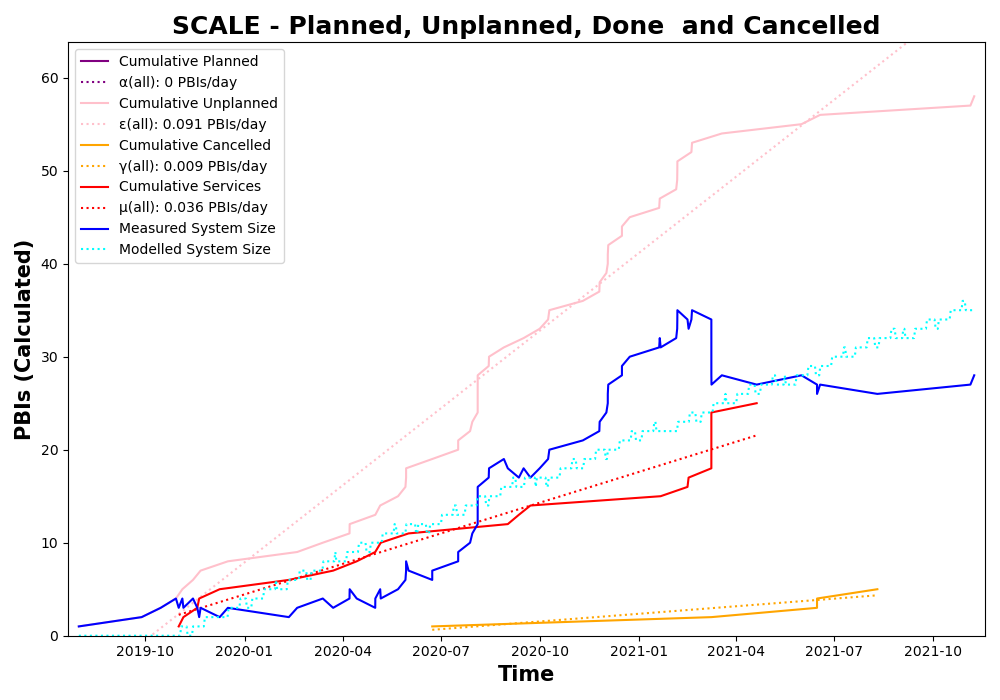 SCALE - Planned, Unplanned, Done  and Cancelled
Cumulative Planned
α(all): 0 PBIs/day
Cumulative Unplanned
ε(all): 0.091 PBIs/day
Cumulative Cancelled
γ(all): 0.009 PBIs/day
Cumulative Services
μ(all): 0.036 PBIs/day
Measured System Size
Modelled System Size
PBIs (Calculated)
60
50
40
30
20
10
0
2019-10 2020-01 2020-04 2020-07 2020-10 2021-01 2021-04 2021-07 2021-10
Time